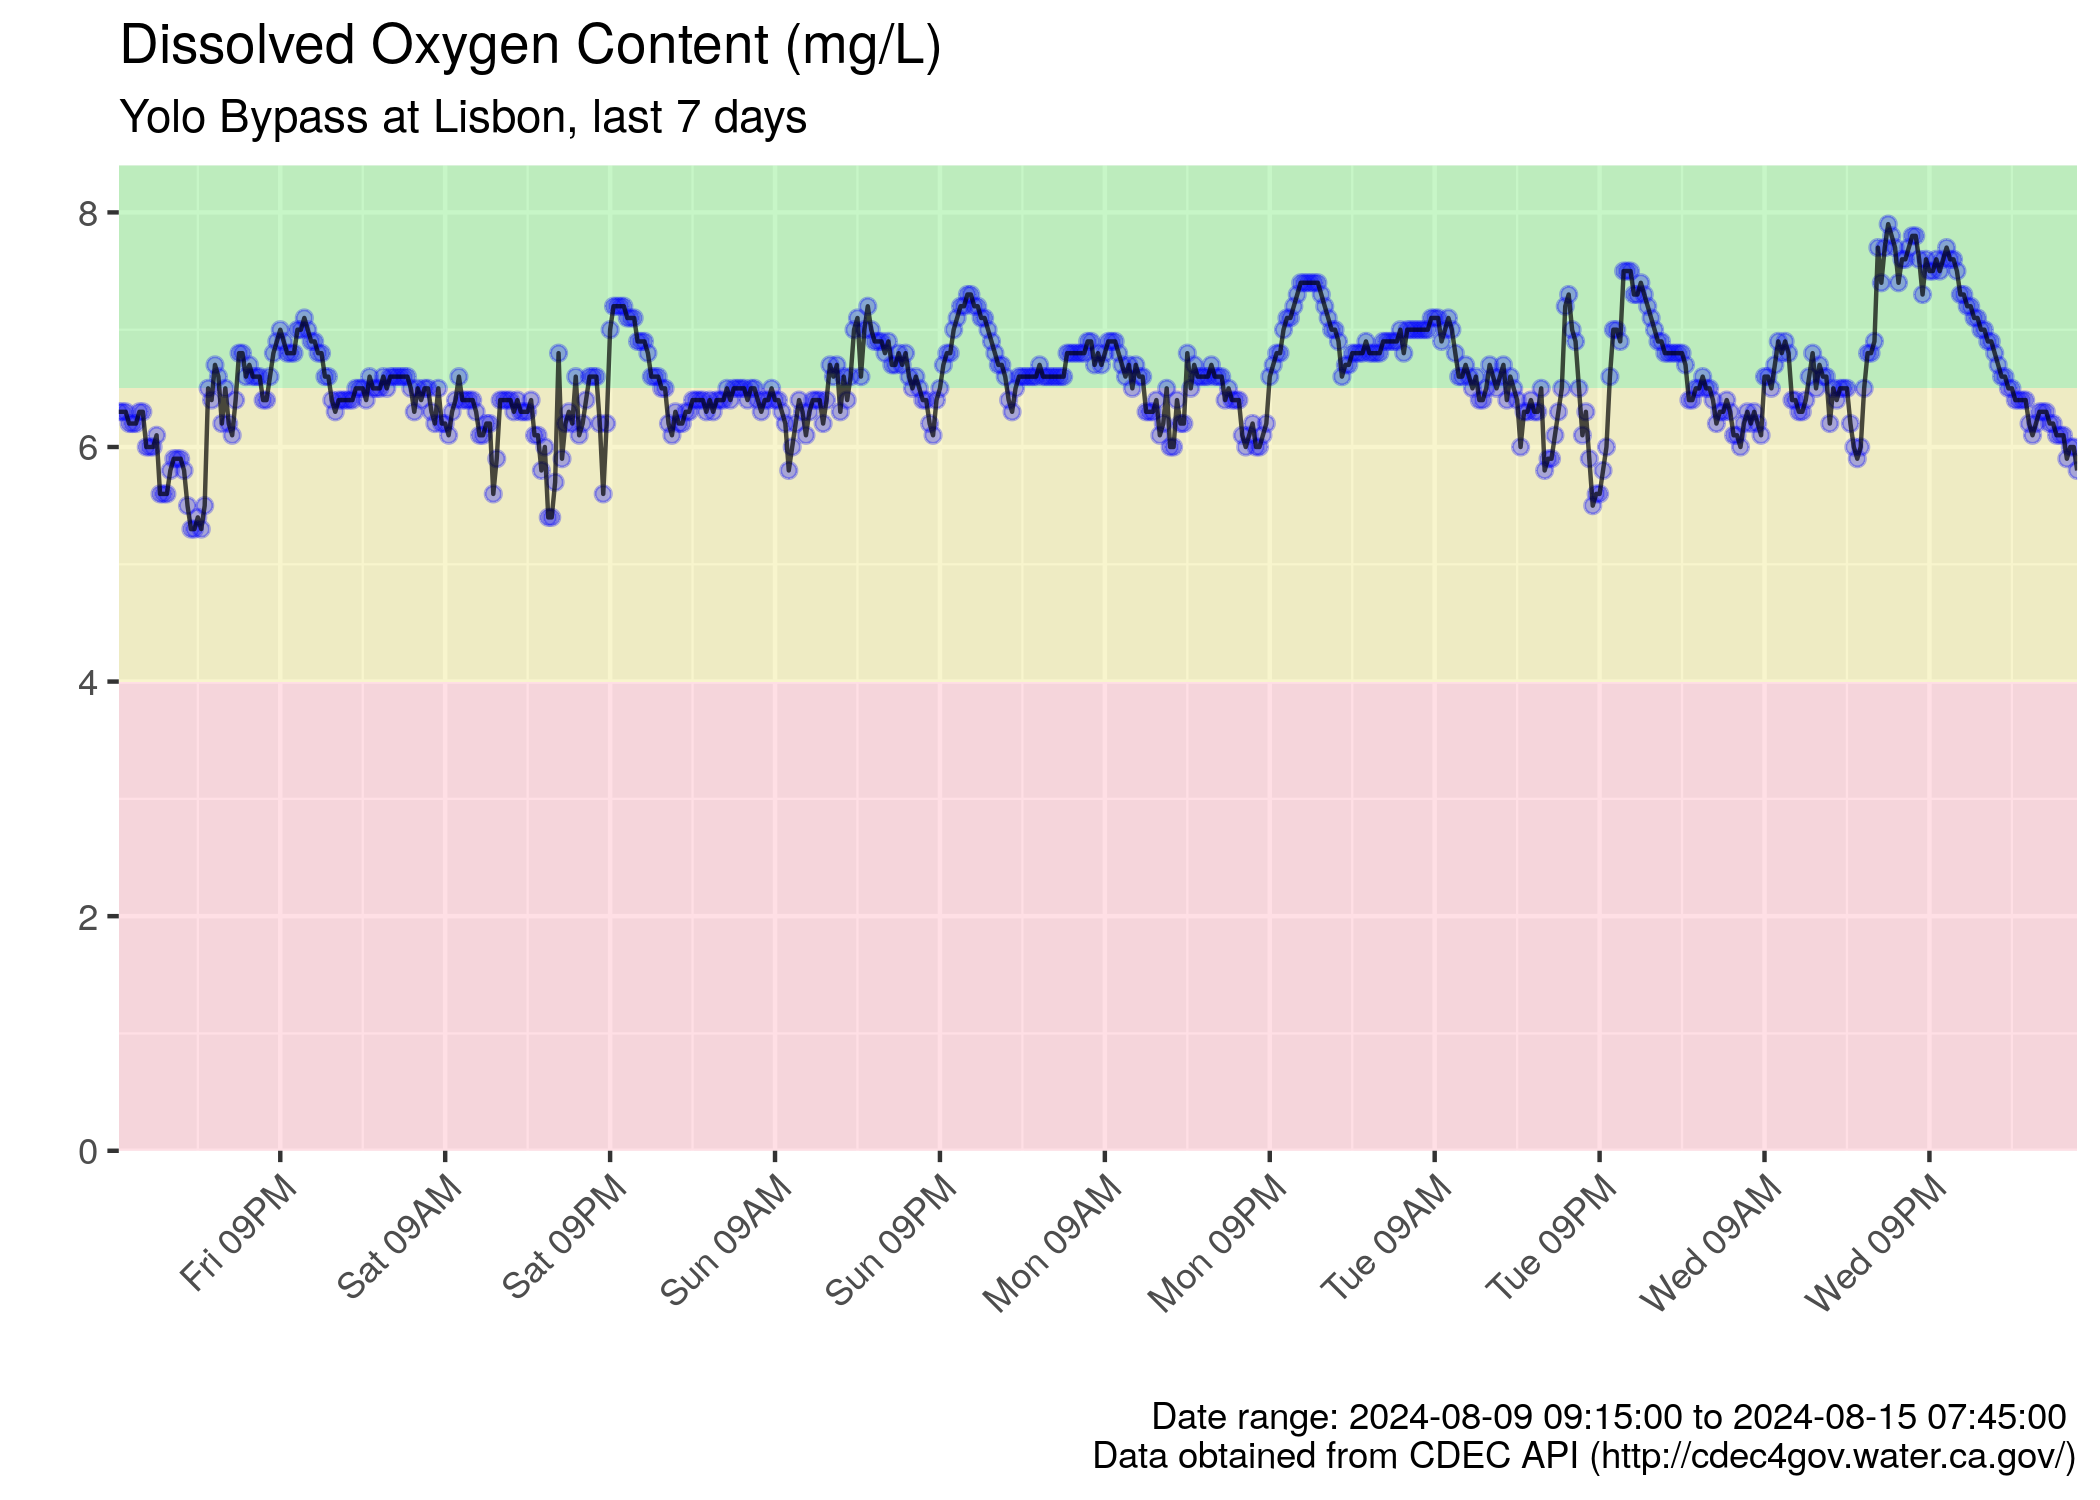 Dissolved Oxygen Content (mg/L)
Yolo Bypass at Lisbon, last 7 days
8
6
4
2
0
Fri 09PM
Sat 09AM
Sat 09PM
Sun 09AM
Sun 09PM
Mon 09AM
Mon 09PM
Tue 09AM
Tue 09PM
Wed 09AM
Wed 09PM
Date range: 2024-08-09 09:15:00 to 2024-08-15 07:45:00
Data obtained from CDEC API (http://cdec4gov.water.ca.gov/)